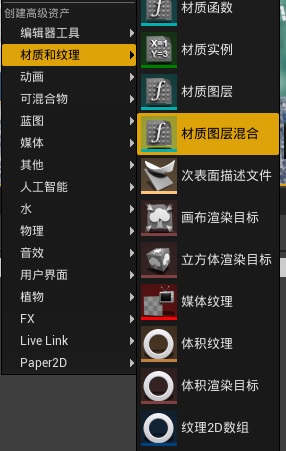 创建高级资产
编辑器工具
材质和纹理
动画
可混合物
蓝图
媒体
其他
人工智能
水
物理
音效
用户界面
植物
FX
Live Link
Paper2D
材质函数
X=1
Y=3
材质实例
材质图层
材质图层混合
次表面描述文件
画布渲染目标
立方体渲染目标
媒体纹理
体积纹理
体积渲染目标
纹理2D数组